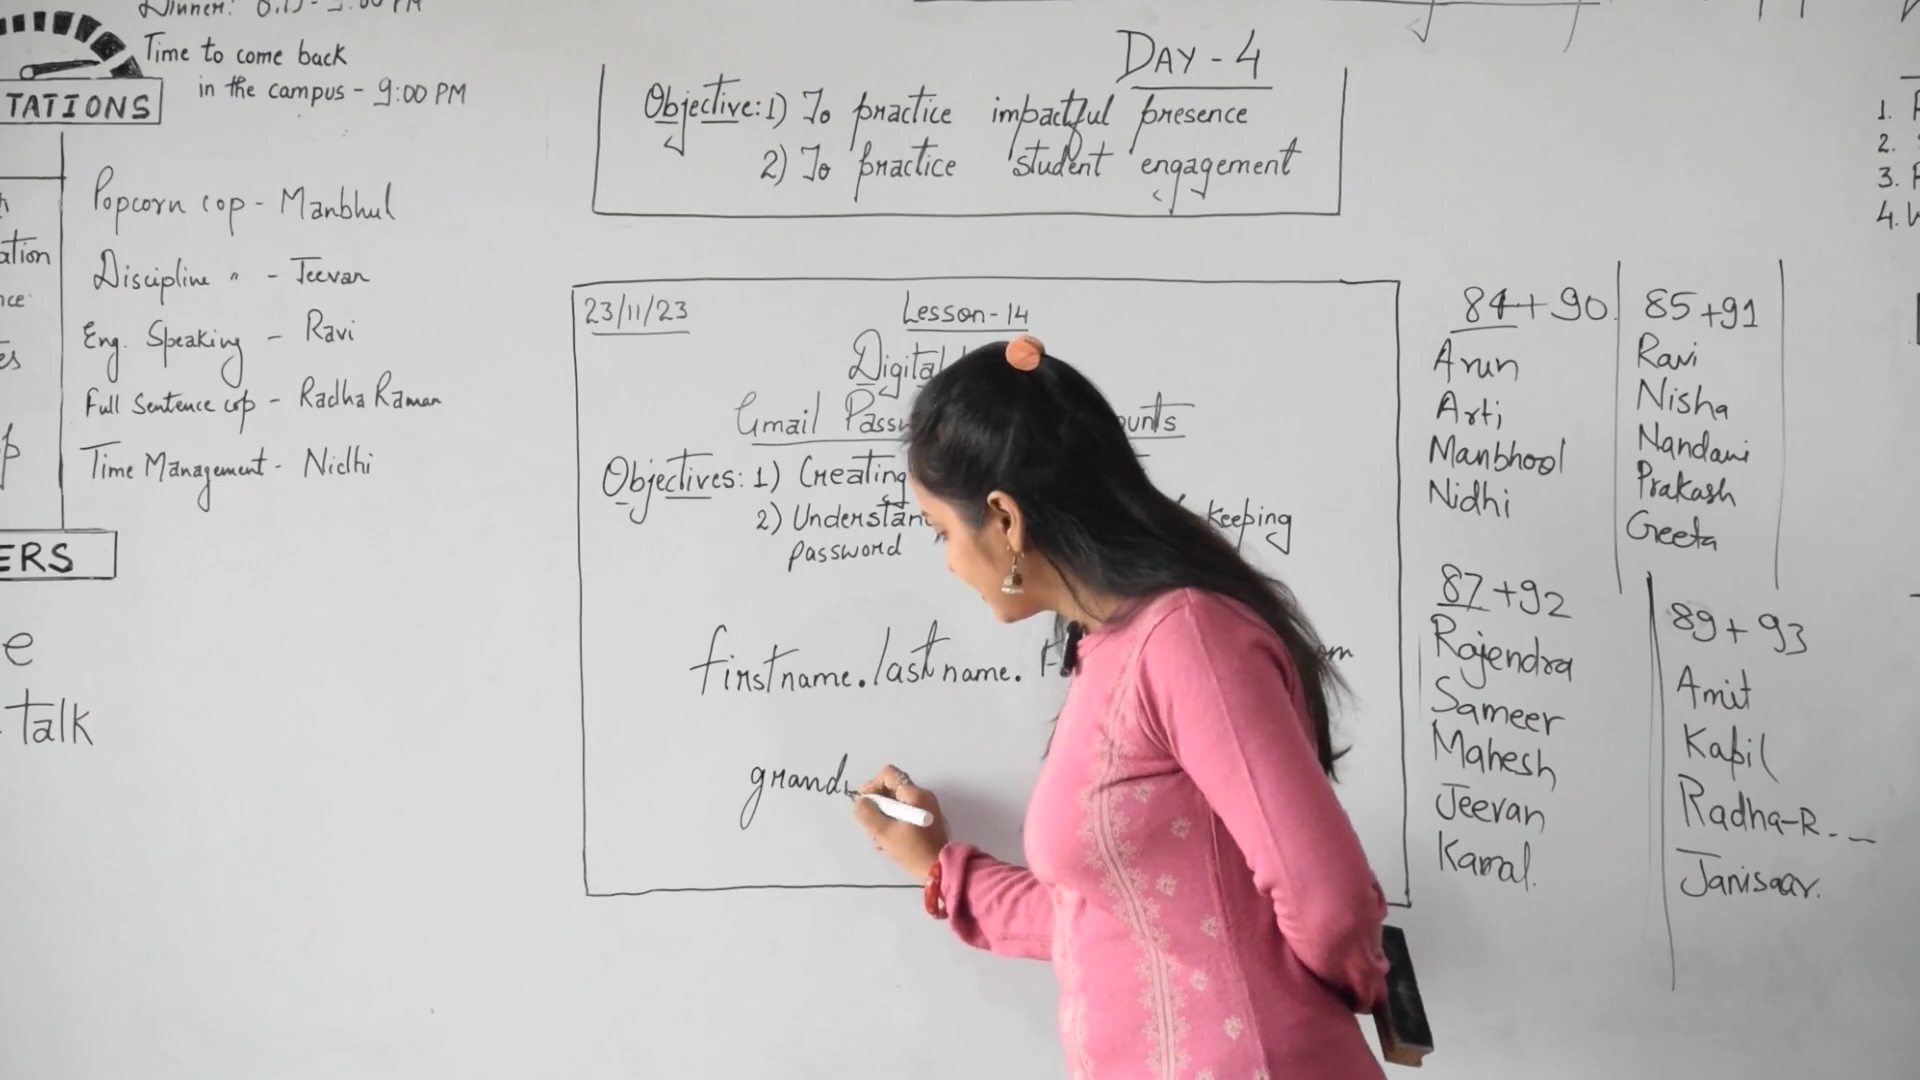 Time to come back
in the campus - 9:00 PM
TATIONS
Popcorn cop - Manbhul
Discipline " - Jeevan
Eng. Speaking - Ravi
Full Sentence cop - Radha Raman
Time Management - Nidhi
ERS
talk
DAY - 4
Objective: 1) To practice impactful presence
2) To practice student engagement
23/11/23
Lesson - 14
Digital
Gmail
Objectives: 1) Creating
2) keeping
password
firstname.lastname.
84+90
Arun
Arti
Manbhool
Nidhi
85+91
Ravi
Nisha
Nandani
Prakash
Geeta
87+92
Rajendra
Sameer
Mahesh
Jeevan
Kamal.
89+93
Amit
Kapil
Radha-R---
Janisaar.
1.
2.
3.
4.